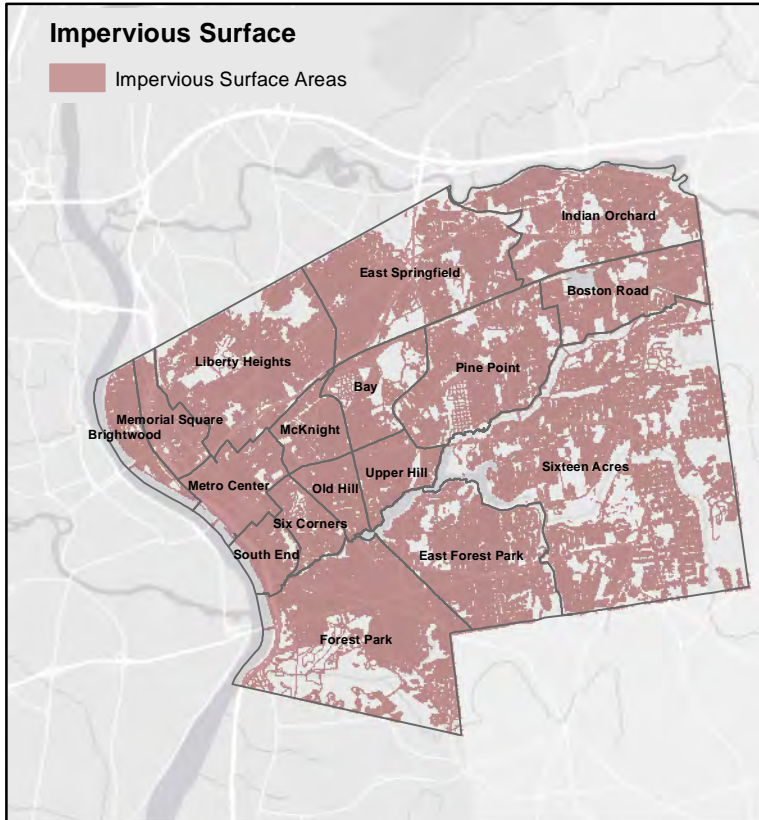 Impervious Surface
Impervious Surface Areas
Indian Orchard
East Springfield
Boston Road
Liberty Heights
Pine Point
Bay
Memorial Square
McKnight
Brightwood
Upper Hill
Sixteen Acres
Metro Center
Old Hill
Six Corners
South End
East Forest Park
Forest Park